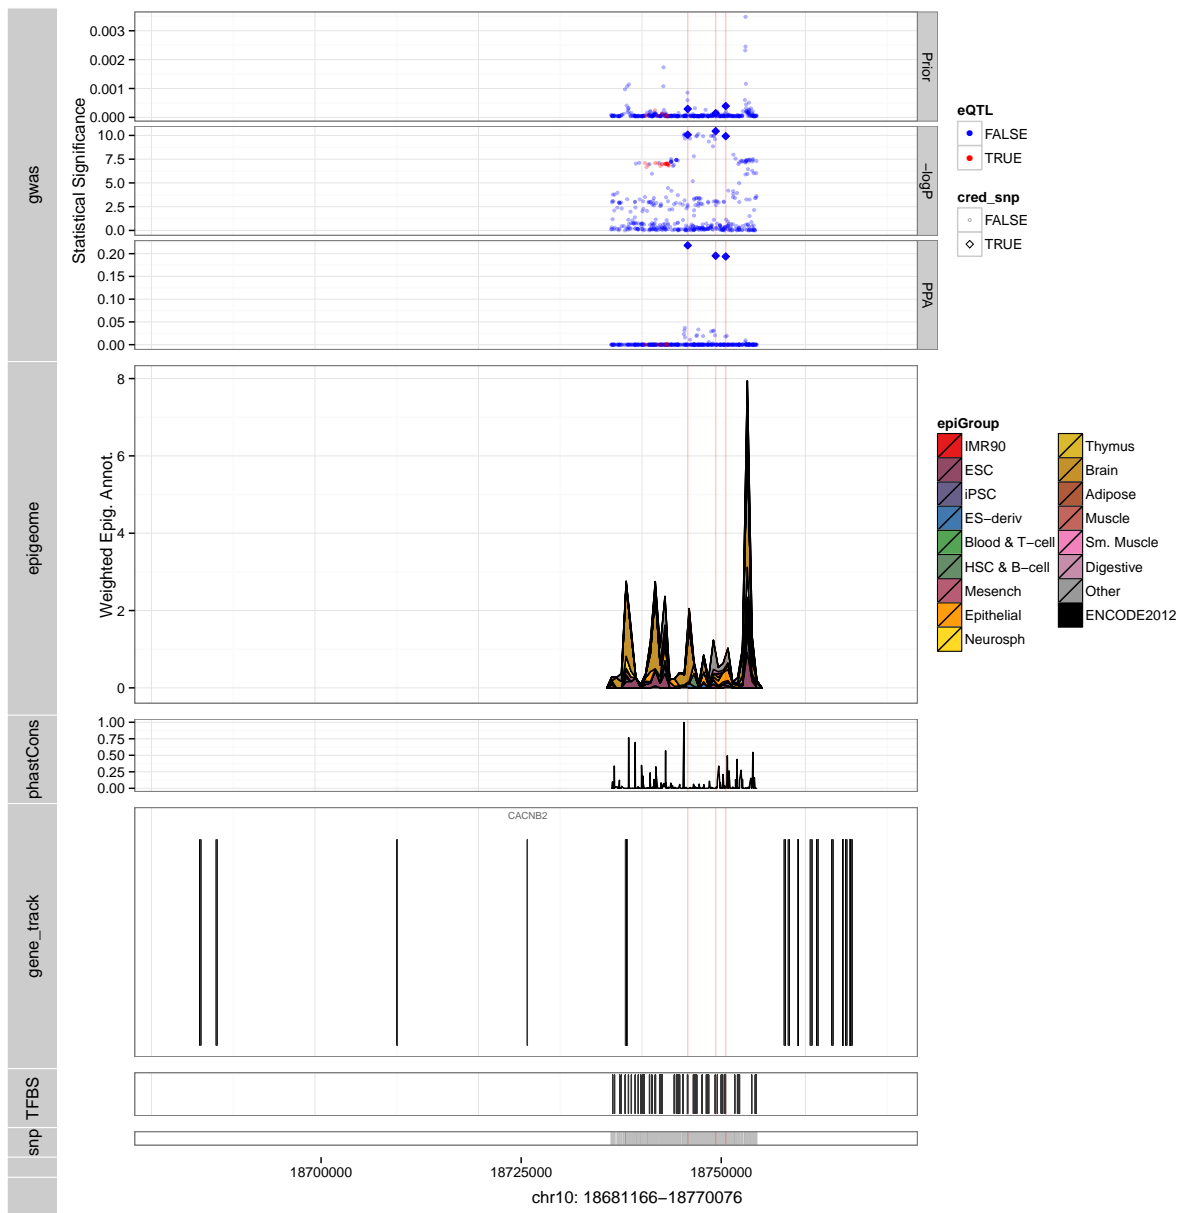 gwas
Statistical Significance
0.003
0.002
0.001
0.000
Prior
10.0
7.5
5.0
2.5
0.0
−logP
0.20
0.15
0.10
0.05
0.00
PPA
eQTL
FALSE
TRUE
cred_snp
FALSE
TRUE
epigeome
Weighted Epig. Annot.
8
6
4
2
0
epiGroup
IMR90
ESC
iPSC
ES−deriv
Blood & T−cell
HSC & B−cell
Mesench
Epithelial
Neurosph
Thymus
Brain
Adipose
Muscle
Sm. Muscle
Digestive
Other
ENCODE2012
phastCons
1.00
0.75
0.50
0.25
0.00
gene_track
CACNB2
TFBS
snp
18700000
18725000
18750000
chr10: 18681166−18770076